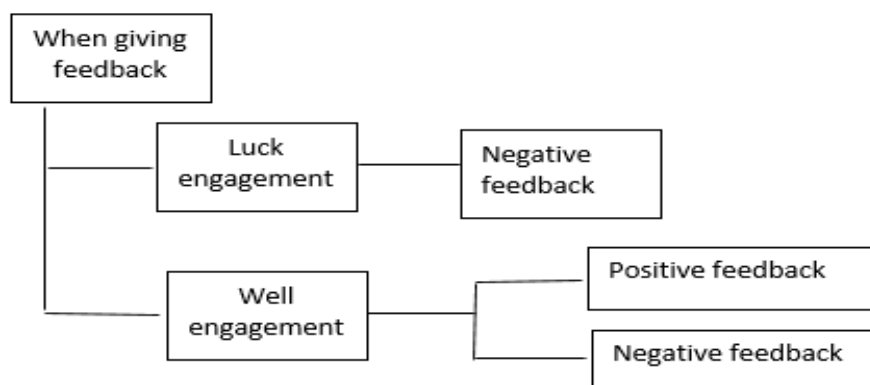 When giving
feedback
Luck
engagement
Negative
feedback
Well
engagement
Positive feedback
Negative feedback